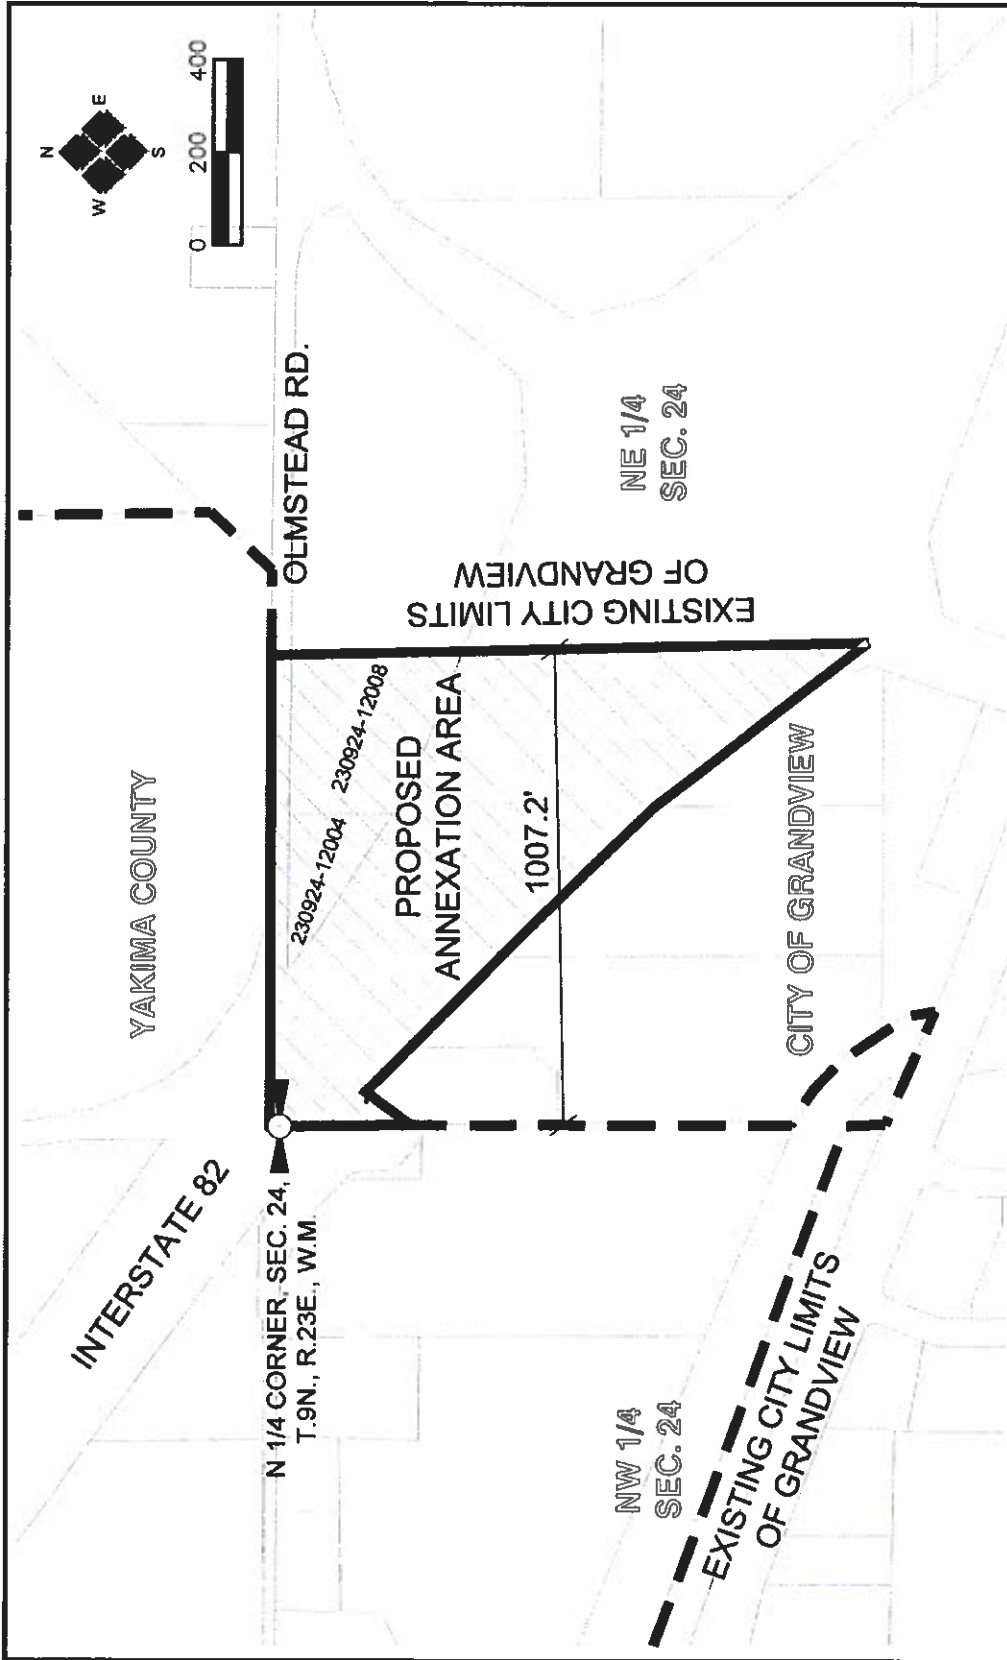 N
W
E
S
0 200 400
INTERSTATE 82
YAKIMA COUNTY
N 1/4 CORNER, SEC. 24,
T.9N., R.23E., W.M.
OLMSTEAD RD.
230924-12004
230924-12008
PROPOSED
ANNEXATION AREA
1007.2'
EXISTING CITY LIMITS
OF GRANDVIEW
NW 1/4
SEC. 24
NE 1/4
SEC. 24
CITY OF GRANDVIEW
EXISTING CITY LIMITS
OF GRANDVIEW